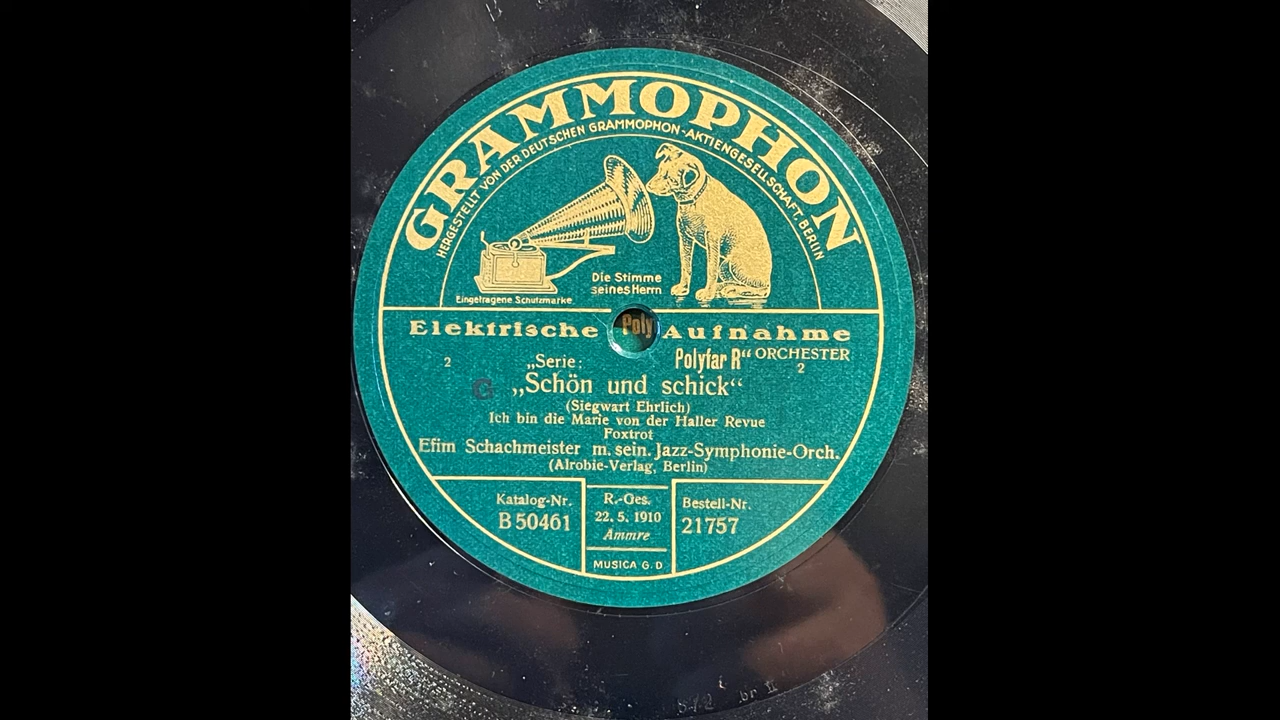 GRAMMOPHON
HERGESTELLT VON DER DEUTSCHEN GRAMMOPHON-AKTIENGESELLSCHAFT, BERLIN
Die Stimme
seines Herrn
Eingetragene Schutzmarke
Elektrische Poly Aufnahme
2 „Serie: Polyfar R“ ORCHESTER 2
G „Schön und schick“
(Siegwart Ehrlich)
Ich bin die Marie von der Haller Revue
Foxtrot
Efim Schachmeister m. sein. Jazz-Symphonie-Orch.
(Alrobie-Verlag, Berlin)
Katalog-Nr. R.-Ges. Bestell-Nr.
B 50461 22. 5. 1910 21757
Ammre
MUSICA G. D